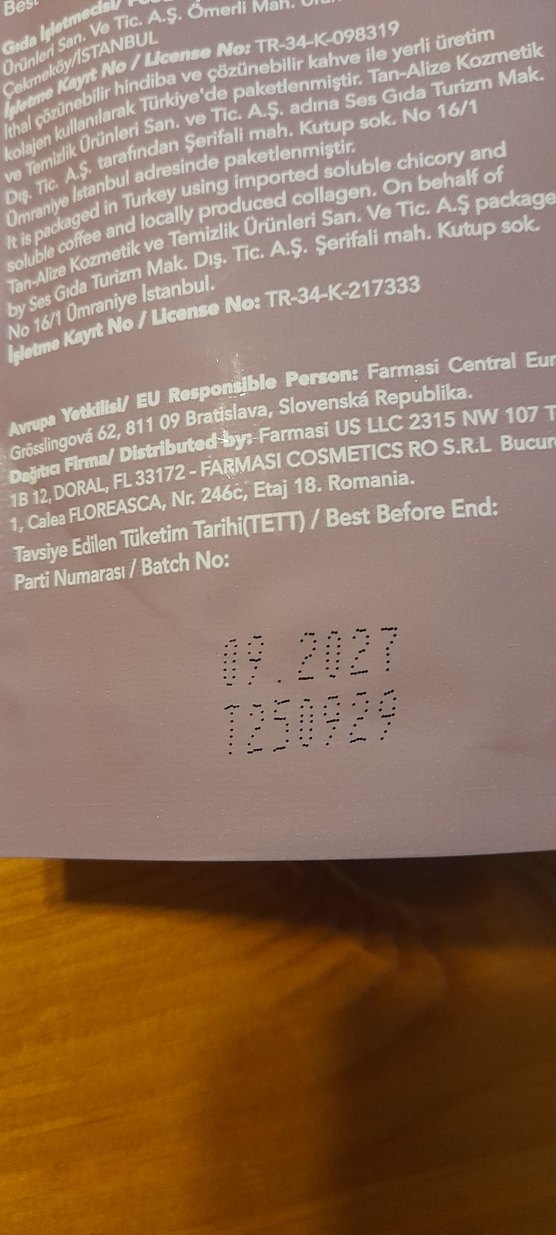 Best
Gıda İşletmecisi/
Ürünleri San. Ve Tic. A.Ş. Ömerli Mah.
Çekmeköy/İSTANBUL
İşletme Kayıt No / License No: TR-34-K-098319
İthal çözünebilir hindiba ve çözünebilir kahve ile yerli üretim
kolajen kullanılarak Türkiye'de paketlenmiştir. Tan-Alize Kozmetik
ve Temizlik Ürünleri San. ve Tic. A.Ş. adına Ses Gıda Turizm Mak.
Dış. Tic. A.Ş. tarafından Şerifali mah. Kutup sok. No 16/1
Ümraniye İstanbul adresinde paketlenmiştir.
It is packaged in Turkey using imported soluble chicory and
soluble coffee and locally produced collagen. On behalf of
Tan-Alize Kozmetik ve Temizlik Ürünleri San. Ve Tic. A.Ş package
by Ses Gıda Turizm Mak. Dış. Tic. A.Ş. Şerifali mah. Kutup sok.
No 16/1 Ümraniye İstanbul.
İşletme Kayıt No / License No: TR-34-K-217333
Avrupa Yetkilisi/ EU Responsible Person: Farmasi Central Eur
Grösslingová 62, 811 09 Bratislava, Slovenská Republika.
Dağıtıcı Firma/ Distributed by: Farmasi US LLC 2315 NW 107 T
1B 12, DORAL, FL 33172 - FARMASI COSMETICS RO S.R.L Bucur
1, Calea FLOREASCA, Nr. 246c, Etaj 18. Romania.
Tavsiye Edilen Tüketim Tarihi(TETT) / Best Before End:
Parti Numarası / Batch No:
09.2027
T250929